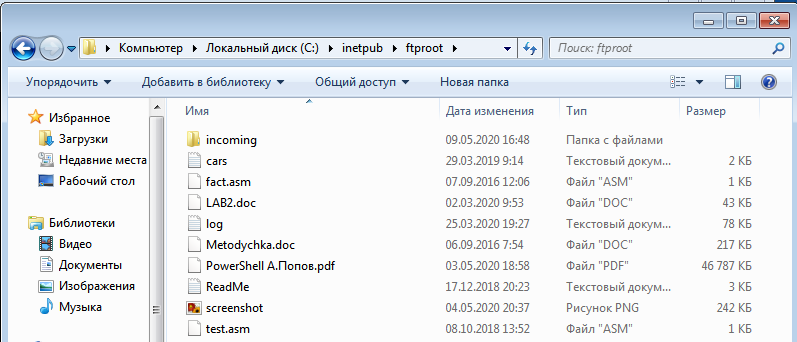 Компьютер Локальный диск (C:) inetpub ftproot Поиск: ftproot
Упорядочить Добавить в библиотеку Общий доступ Новая папка
Избранное
Загрузки
Недавние места
Рабочий стол
Библиотеки
Видео
Документы
Изображения
Музыка
Имя Дата изменения Тип Размер
incoming 09.05.2020 16:48 Папка с файлами
cars 29.03.2019 9:14 Текстовый докум... 2 КБ
fact.asm 07.09.2016 12:06 Файл "ASM" 1 КБ
LAB2.doc 02.03.2020 9:53 Файл "DOC" 43 КБ
log 25.03.2020 19:27 Текстовый докум... 78 КБ
Metodychka.doc 06.09.2016 7:54 Файл "DOC" 217 КБ
PowerShell А.Попов.pdf 03.05.2020 18:58 Файл "PDF" 46 787 КБ
ReadMe 17.12.2018 20:23 Текстовый докум... 3 КБ
screenshot 04.05.2020 20:37 Рисунок PNG 242 КБ
test.asm 08.10.2018 13:52 Файл "ASM" 1 КБ